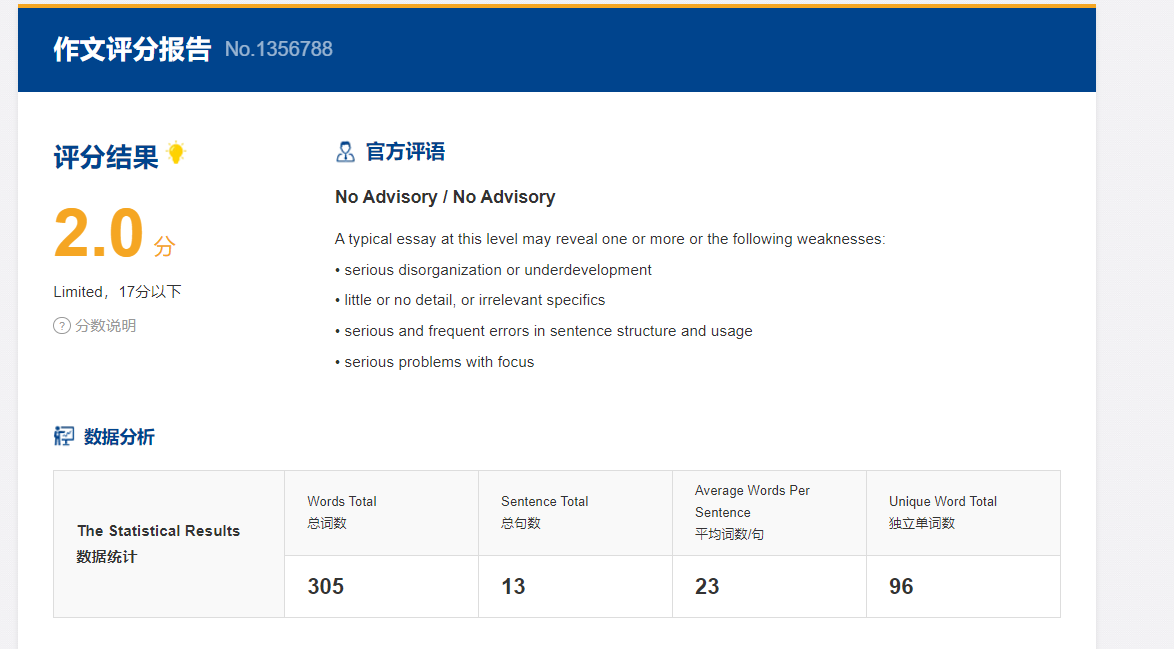 作文评分报告 No.1356788
评分结果
2.0 分
Limited，17分以下
? 分数说明
官方评语
No Advisory / No Advisory
A typical essay at this level may reveal one or more or the following weaknesses:
• serious disorganization or underdevelopment
• little or no detail, or irrelevant specifics
• serious and frequent errors in sentence structure and usage
• serious problems with focus
数据分析
The Statistical Results
数据统计
Words Total
总词数
Sentence Total
总句数
Average Words Per
Sentence
平均词数/句
Unique Word Total
独立单词数
305
13
23
96